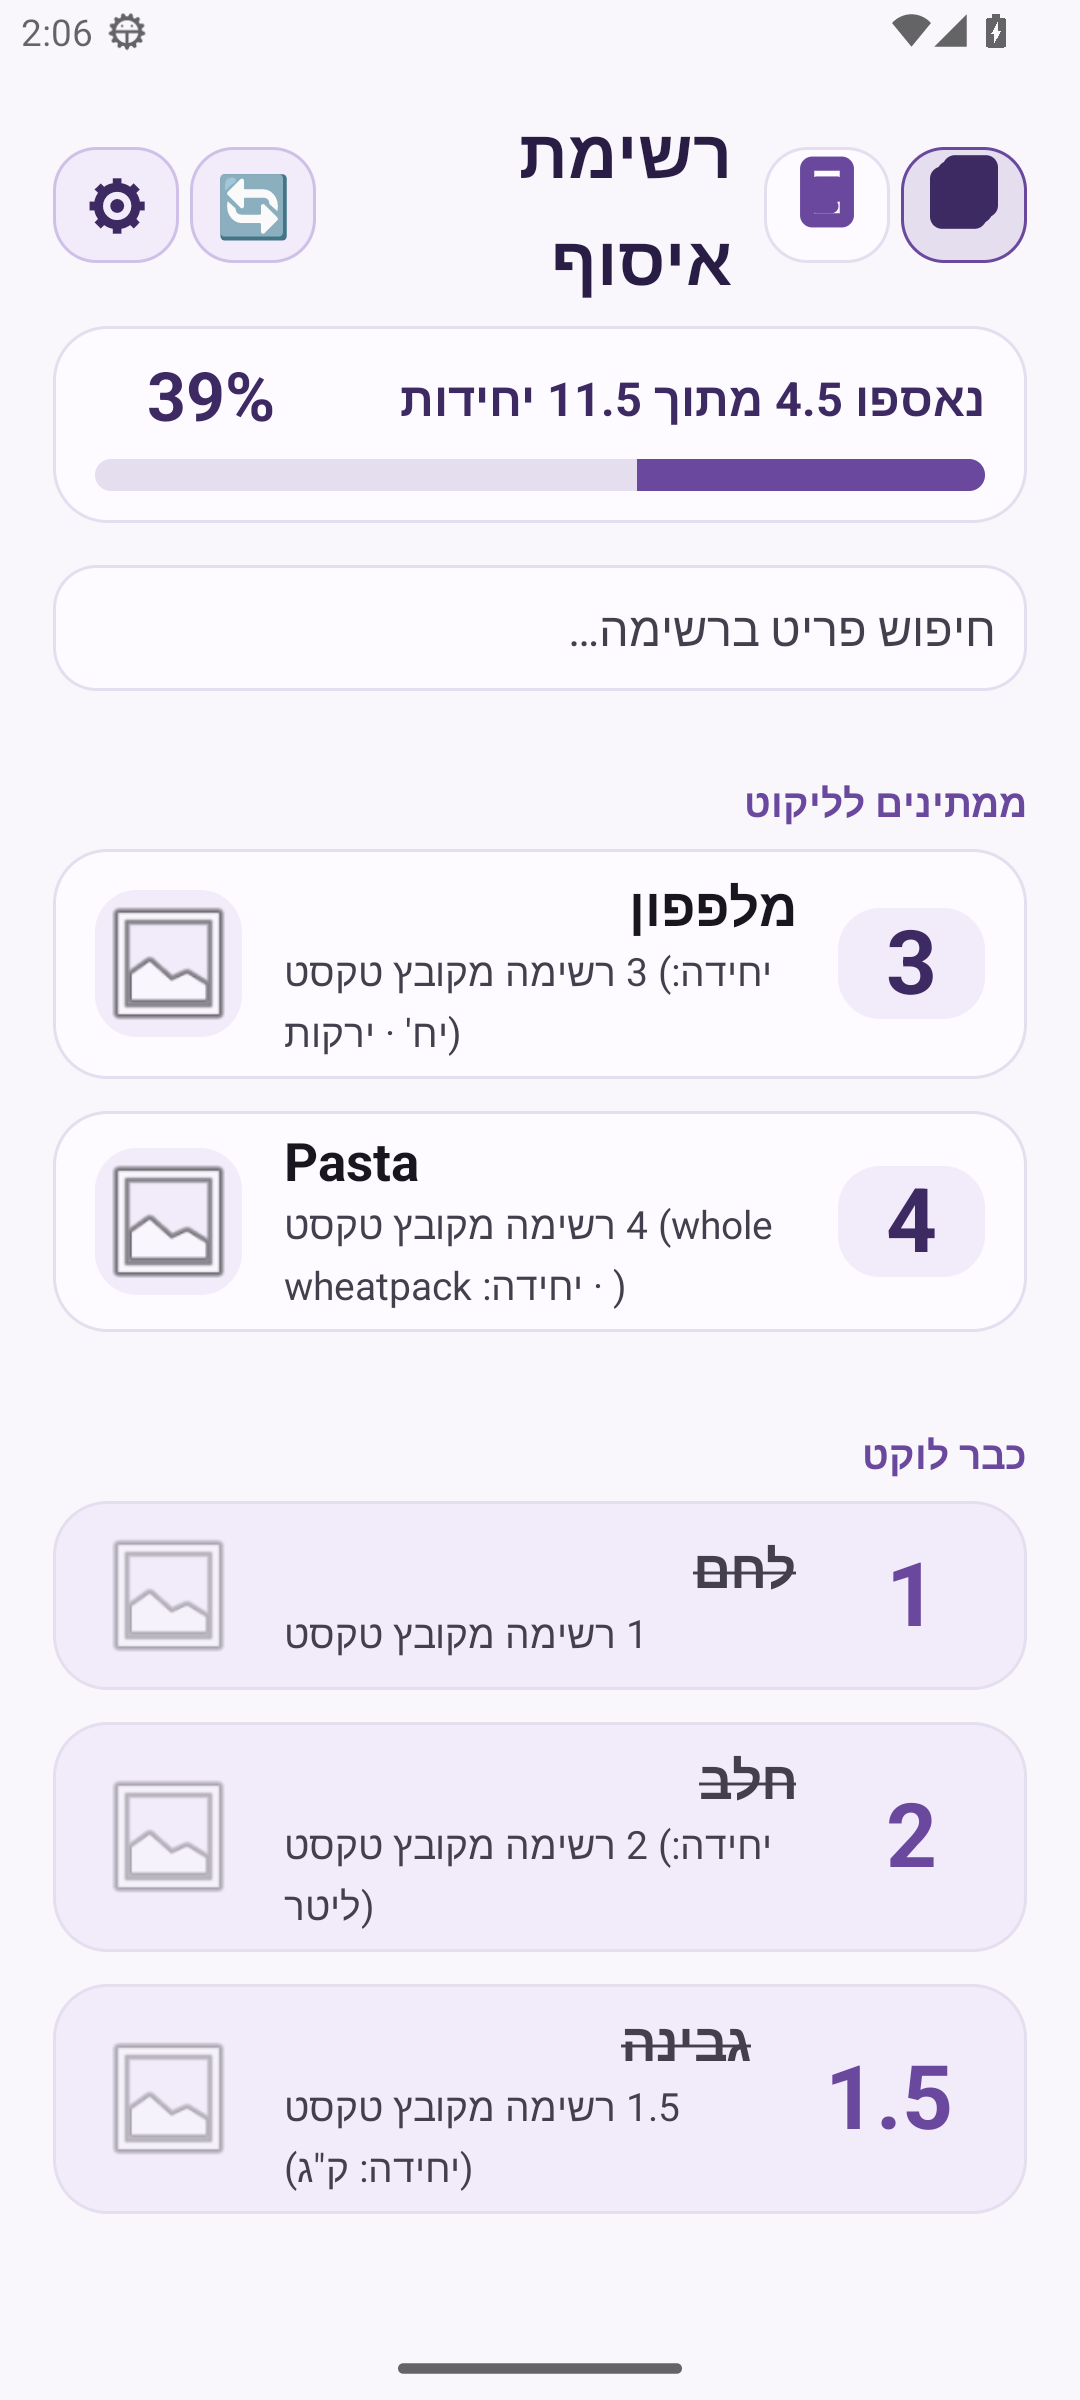 2:06
רשימת
איסוף
נאספו 4.5 מתוך 11.5 יחידות
39%
חיפוש פריט ברשימה...
ממתינים לליקוט
3
מלפפון
3 רשימה מקובץ טקסט (יחידה:
יח' · ירקות)
4
Pasta
4 רשימה מקובץ טקסט (whole
wheatpack יחידה: · )
כבר לוקט
1
לחם
1 רשימה מקובץ טקסט
2
חלב
2 רשימה מקובץ טקסט (יחידה:
ליטר)
1.5
גבינה
1.5 רשימה מקובץ טקסט
(יחידה: ק"ג)